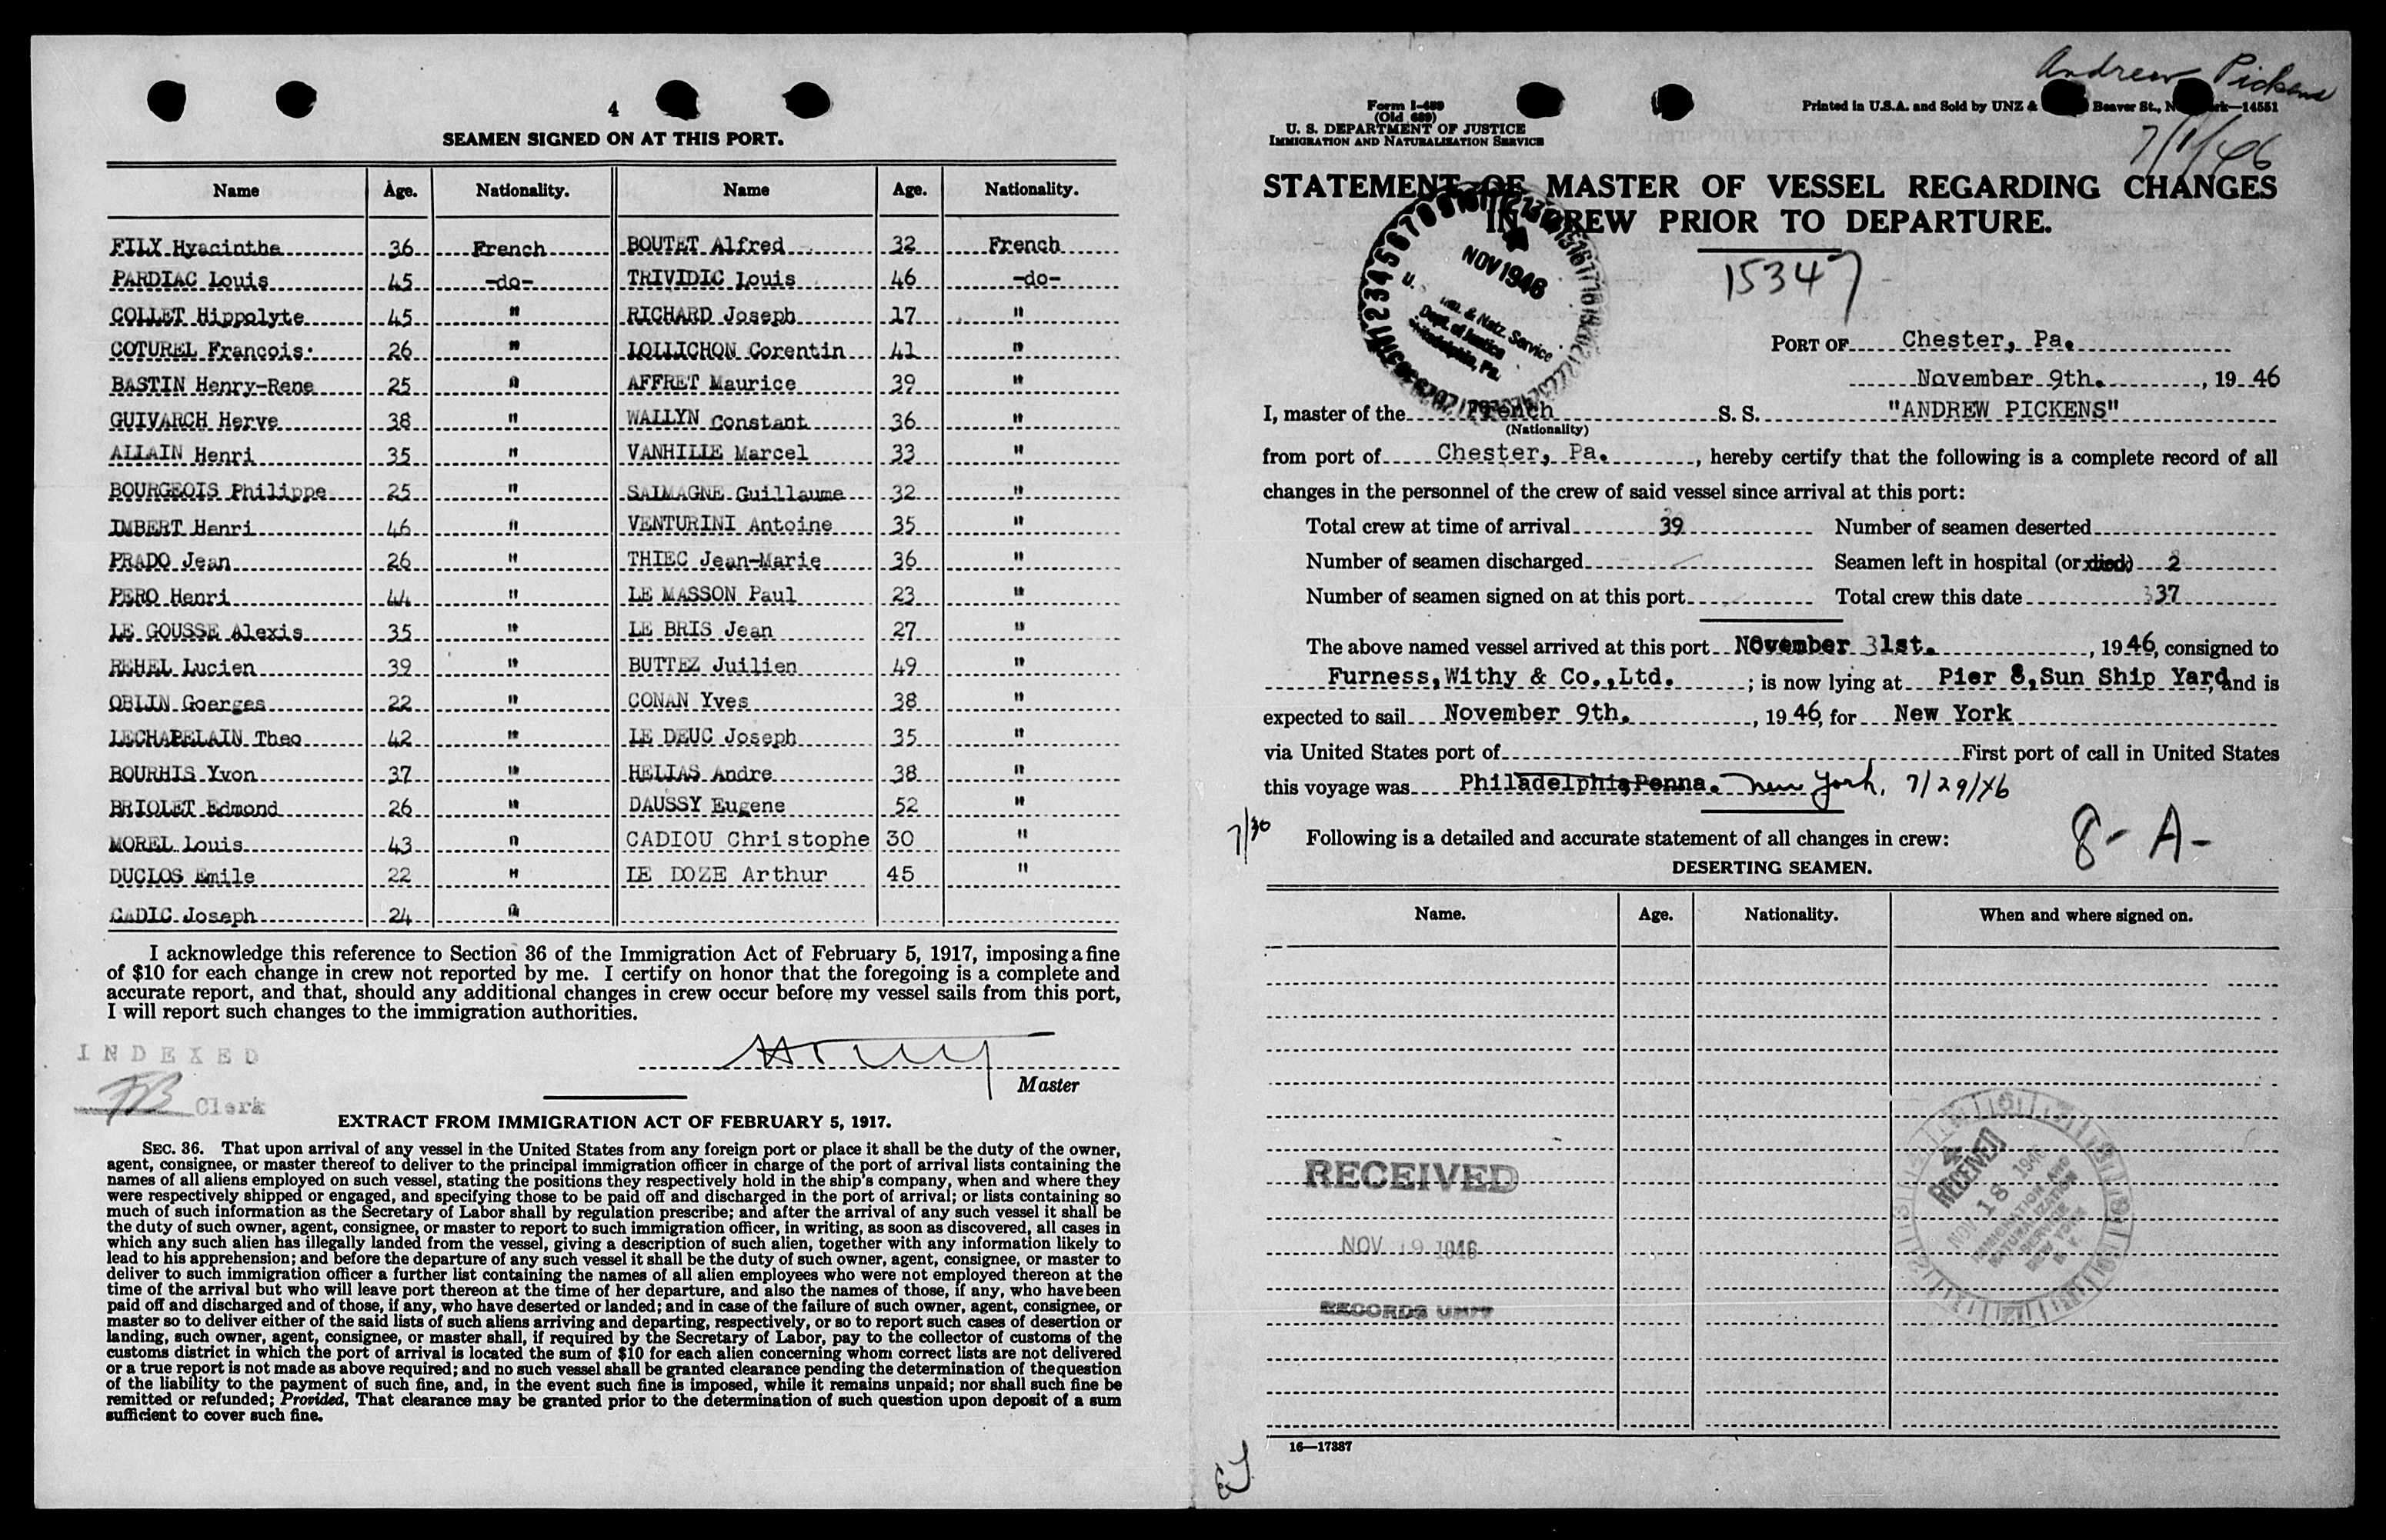 4
SEAMEN SIGNED ON AT THIS PORT.
Name Age. Nationality. Name Age. Nationality.
FILY Hyacinthe 36 French BOUTET Alfred 32 French
PARDIAC Louis 45 -do- TRIVIDIC Louis 46 -do-
COLLET Hippolyte 45 " RICHARD Joseph 17 "
COTUREL Francois 26 " LOLLICHON Corentin 41 "
BASTIN Henry-Rene 25 " AFFRET Maurice 39 "
GUIVARCH Herve 38 " WALLYN Constant 36 "
ALLAIN Henri 35 " VANHILLE Marcel 33 "
BOURGEOIS Philippe 25 " SALMAGNE Guillaume 32 "
IMBERT Henri 46 " VENTURINI Antoine 35 "
PRADO Jean 26 " THIEC Jean-Marie 36 "
PERO Henri 44 " LE MASSON Paul 23 "
LE GOUSSE Alexis 35 " LE BRIS Jean 27 "
REHEL Lucien 39 " BUTTEZ Juilien 49 "
OBLIN Goerges 22 " CONAN Yves 38 "
LECHAPELAIN Theo 42 " LE DEUC Joseph 35 "
BOURHIS Yvon 37 " HELIAS Andre 38 "
BRIOLET Edmond 26 " DAUSSY Eugene 52 "
MOREL Louis 43 " CADIOU Christophe 30 "
DUCLOS Emile 22 " LE DOZE Arthur 45 "
CADIC Joseph 24 "
I acknowledge this reference to Section 36 of the Immigration Act of February 5, 1917, imposing a fine
of $10 for each change in crew not reported by me. I certify on honor that the foregoing is a complete and
accurate report, and that, should any additional changes in crew occur before my vessel sails from this port,
I will report such changes to the immigration authorities.
INDEXED
Clerk
Master
EXTRACT FROM IMMIGRATION ACT OF FEBRUARY 5, 1917.
SEC. 36. That upon arrival of any vessel in the United States from any foreign port or place it shall be the duty of the owner,
agent, consignee, or master thereof to deliver to the principal immigration officer in charge of the port of arrival lists containing the
names of all aliens employed on such vessel, stating the positions they respectively hold in the ship's company, when and where they
were respectively shipped or engaged, and specifying those to be paid off and discharged in the port of arrival; or lists containing so
much of such information as the Secretary of Labor shall by regulation prescribe; and after the arrival of any such vessel it shall be
the duty of such owner, agent, consignee, or master to report to such immigration officer, in writing, as soon as discovered, all cases in
which any such alien has illegally landed from the vessel, giving a description of such alien, together with any information likely to
lead to his apprehension; and before the departure of any such vessel it shall be the duty of such owner, agent, consignee, or master to
deliver to such immigration officer a further list containing the names of all alien employees who were not employed thereon at the
time of the arrival but who will leave port thereon at the time of her departure, and also the names of those, if any, who have been
paid off and discharged and of those, if any, who have deserted or landed; and in case of the failure of such owner, agent, consignee, or
master so to deliver either of the said lists of such aliens arriving and departing, respectively, or so to report such cases of desertion or
landing, such owner, agent, consignee, or master shall, if required by the Secretary of Labor, pay to the collector of customs of the
customs district in which the port of arrival is located the sum of $10 for each alien concerning whom correct lists are not delivered
or a true report is not made as above required; and no such vessel shall be granted clearance pending the determination of the question
of the liability to the payment of such fine, and, in the event such fine is imposed, while it remains unpaid; nor shall such fine be
remitted or refunded; Provided, That clearance may be granted prior to the determination of such question upon deposit of a sum
sufficient to cover such fine.
Andrew Pickens
Form I-489
(Old 689)
U. S. DEPARTMENT OF JUSTICE
IMMIGRATION AND NATURALIZATION SERVICE
Printed in U.S.A. and Sold by UNZ & Beaver St., N rk—14551
7/1/46
STATEMENT OF MASTER OF VESSEL REGARDING CHANGES
IN CREW PRIOR TO DEPARTURE.
15347
NOV 1946
U. S. Imm. & Natz. Service
Dept. of Justice
Philadelphia, Pa.
PORT OF Chester, Pa.
November 9th. , 19 46
I, master of the French S. S. "ANDREW PICKENS"
(Nationality)
from port of Chester, Pa. , hereby certify that the following is a complete record of all
changes in the personnel of the crew of said vessel since arrival at this port:
Total crew at time of arrival 39 Number of seamen deserted
Number of seamen discharged Seamen left in hospital (or died) 2
Number of seamen signed on at this port Total crew this date 37
The above named vessel arrived at this port November 31st. , 19 46, consigned to
Furness, Withy & Co., Ltd. ; is now lying at Pier 8, Sun Ship Yard, and is
expected to sail November 9th. , 19 46, for New York
via United States port of First port of call in United States
this voyage was Philadelphia, Penna. New York, 7/29/46
7/30
Following is a detailed and accurate statement of all changes in crew:
8-A-
DESERTING SEAMEN.
Name. Age. Nationality. When and where signed on.
RECEIVED
NOV 19 1946
RECORDS UNIT
RECEIVED
NOV 18 1946
IMMIGRATION AND
NATURALIZATION
SERVICE
NEW YORK
N. Y.
16—17387